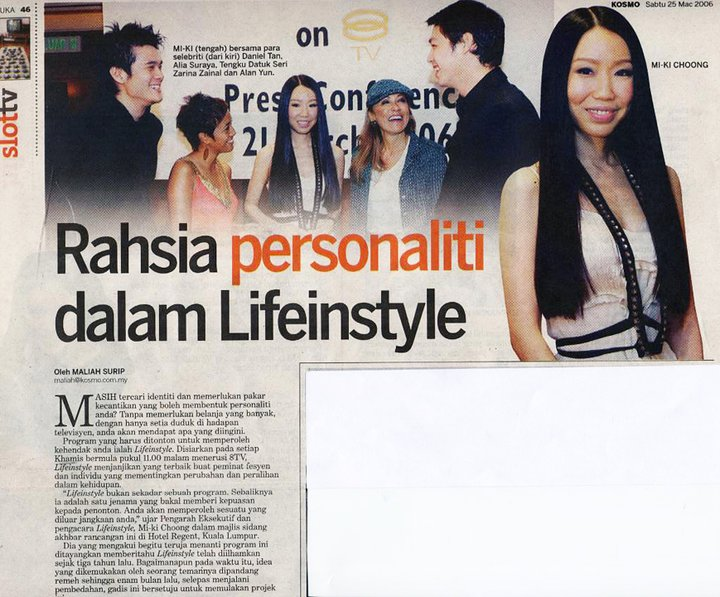 UKA 46
KOSMO Sabtu 25 Mac 2006
slottv
MI-KI (tengah) bersama para
selebriti (dari kiri) Daniel Tan,
Alia Suraya, Tengku Datuk Seri
Zarina Zainal dan Alan Yun.
on
TV
MI-KI CHOONG
Rahsia personaliti
dalam Lifeinstyle
Oleh MALIAH SURIP
maliah@kosmo.com.my
MASIH tercari identiti dan memerlukan pakar
kecantikan yang boleh membentuk personaliti
anda? Tanpa memerlukan belanja yang banyak,
dengan hanya setia duduk di hadapan
televisyen, anda akan mendapat apa yang diingini.
Program yang harus ditonton untuk memperoleh
kehendak anda ialah Lifeinstyle. Disiarkan pada setiap
Khamis bermula pukul 11.00 malam menerusi 8TV,
Lifeinstyle menjanjikan yang terbaik buat peminat fesyen
dan individu yang mementingkan perubahan dan peralihan
dalam kehidupan.
“Lifeinstyle bukan sekadar sebuah program. Sebaliknya
ia adalah satu jenama yang bakal memberi kepuasan
kepada penonton. Anda akan memperoleh sesuatu yang
diluar jangkaan anda,” ujar Pengarah Eksekutif dan
pengacara Lifeinstyle, Mi-ki Choong dalam majlis sidang
akhbar rancangan ini di Hotel Regent, Kuala Lumpur.
Dia yang mengakui begitu teruja menanti program ini
ditayangkan memberitahu Lifeinstyle telah diilhamkan
sejak tiga tahun lalu. Bagaimanapun pada waktu itu, idea
yang dikemukakan oleh seorang temannya dipandang
remeh sehingga enam bulan lalu, selepas menjalani
pembedahan, gadis ini bersetuju untuk memulakan projek